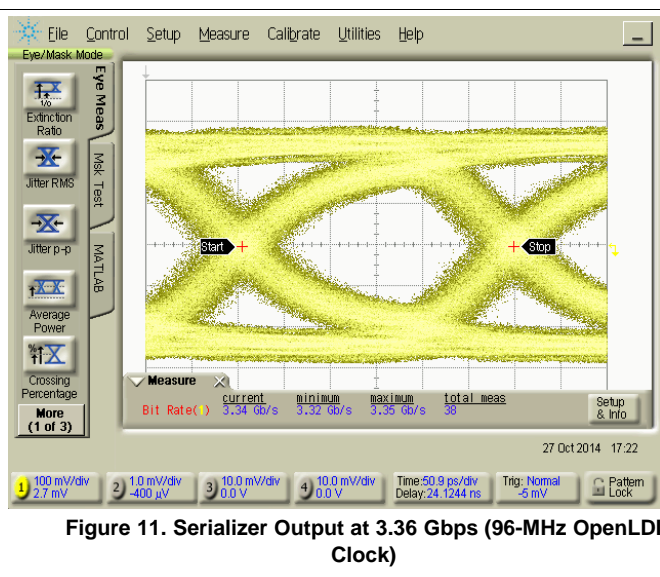 File Control Setup Measure Calibrate Utilities Help
Eye/Mask Mode
Eye Meas
Msk Test
MATLAB
1/0
Extinction
Ratio
Jitter RMS
Jitter p-p
Average
Power
%
Crossing
Percentage
More
(1 of 3)
Start
Stop
Measure
current minimum maximum total meas
Bit Rate(1) 3.34 Gb/s 3.32 Gb/s 3.35 Gb/s 38
Setup
& Info
27 Oct 2014 17:22
1 100 mV/div
2.7 mV
2 1.0 mV/div
-400 µV
3 10.0 mV/div
0.0 V
4 10.0 mV/div
0.0 V
Time:50.9 ps/div
Delay:24.1244 ns
Trig: Normal
-5 mV
Pattern
Lock
Figure 11. Serializer Output at 3.36 Gbps (96-MHz OpenLDI
Clock)